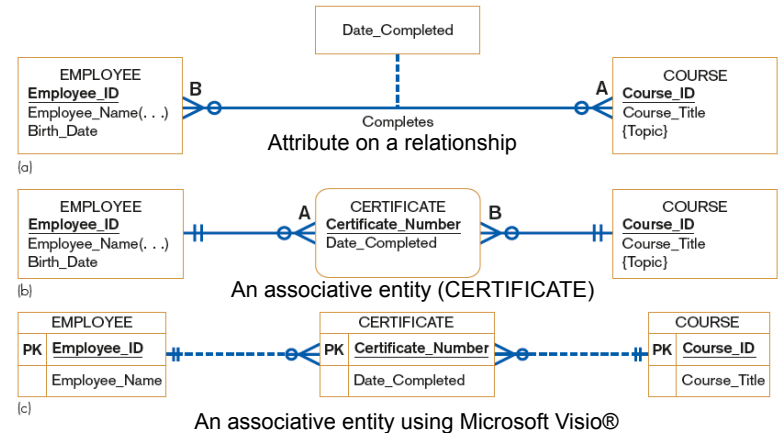 Date_Completed
EMPLOYEE
Employee_ID
Employee_Name(. . .)
Birth_Date
B
Completes
A
COURSE
Course_ID
Course_Title
{Topic}
Attribute on a relationship
(a)
EMPLOYEE
Employee_ID
Employee_Name(. . .)
Birth_Date
A
CERTIFICATE
Certificate_Number
Date_Completed
B
COURSE
Course_ID
Course_Title
{Topic}
(b)
An associative entity (CERTIFICATE)
EMPLOYEE
PK Employee_ID
Employee_Name
CERTIFICATE
PK Certificate_Number
Date_Completed
COURSE
PK Course_ID
Course_Title
(c)
An associative entity using Microsoft Visio®